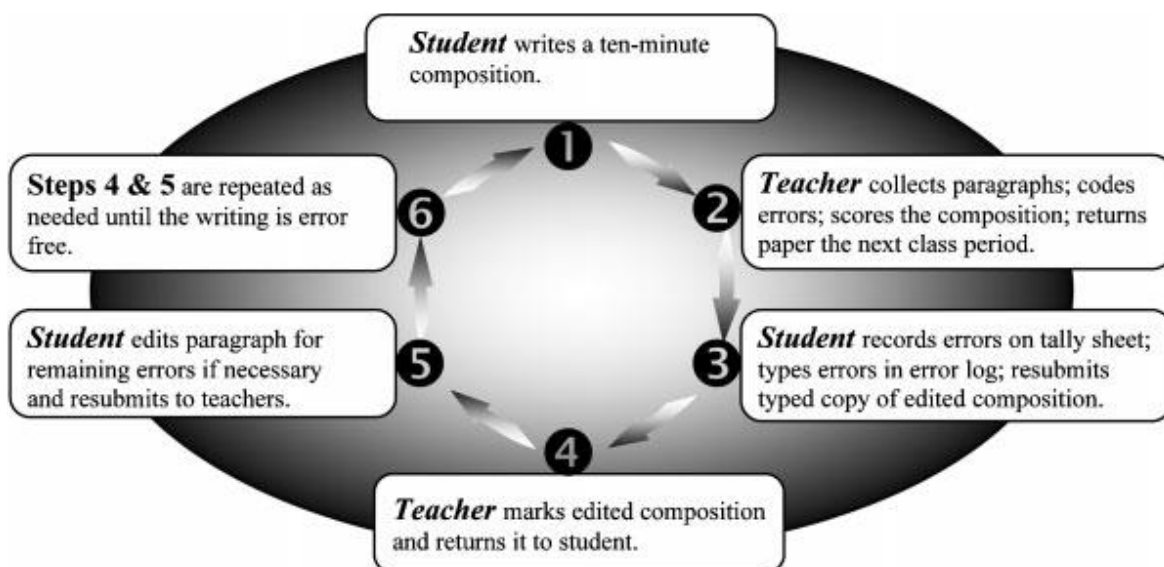 Student writes a ten-minute
composition.
1
Steps 4 & 5 are repeated as
needed until the writing is error
free.
6
2
Teacher collects paragraphs; codes
errors; scores the composition; returns
paper the next class period.
Student edits paragraph for
remaining errors if necessary
and resubmits to teachers.
5
3
Student records errors on tally sheet;
types errors in error log; resubmits
typed copy of edited composition.
4
Teacher marks edited composition
and returns it to student.